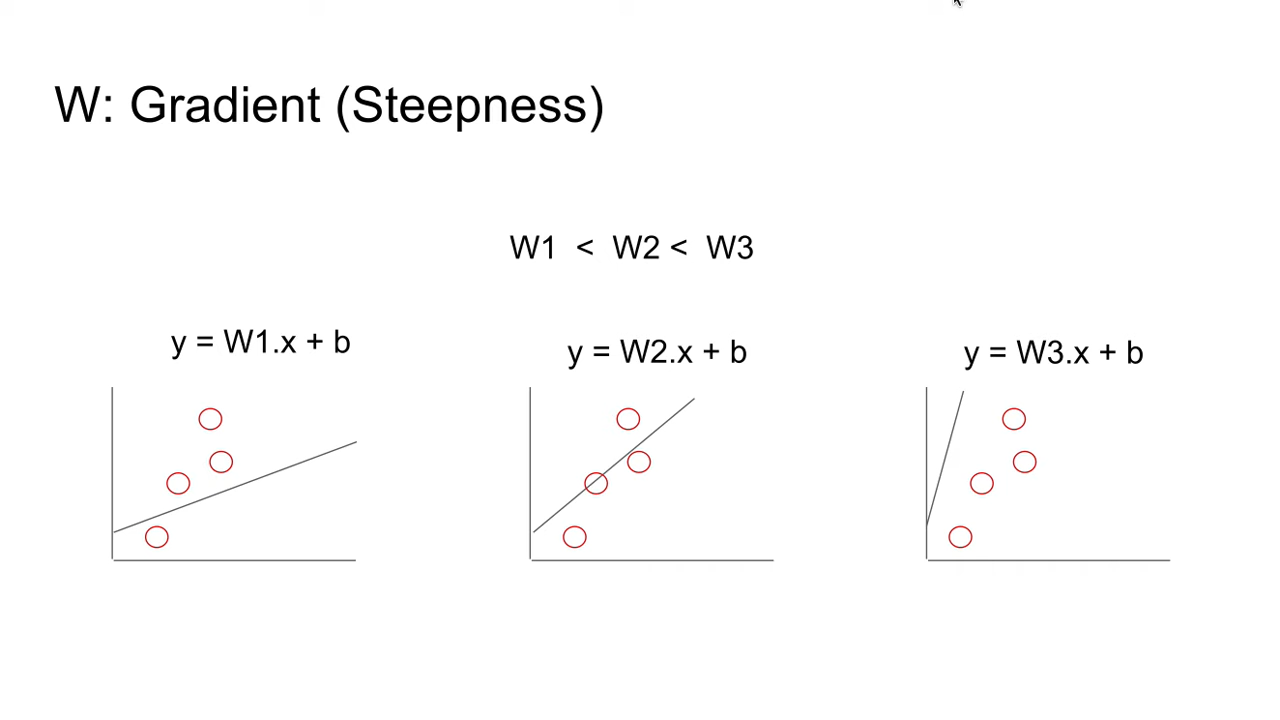 W: Gradient (Steepness)
W1 < W2 < W3
y = W1.x + b
y = W2.x + b
y = W3.x + b